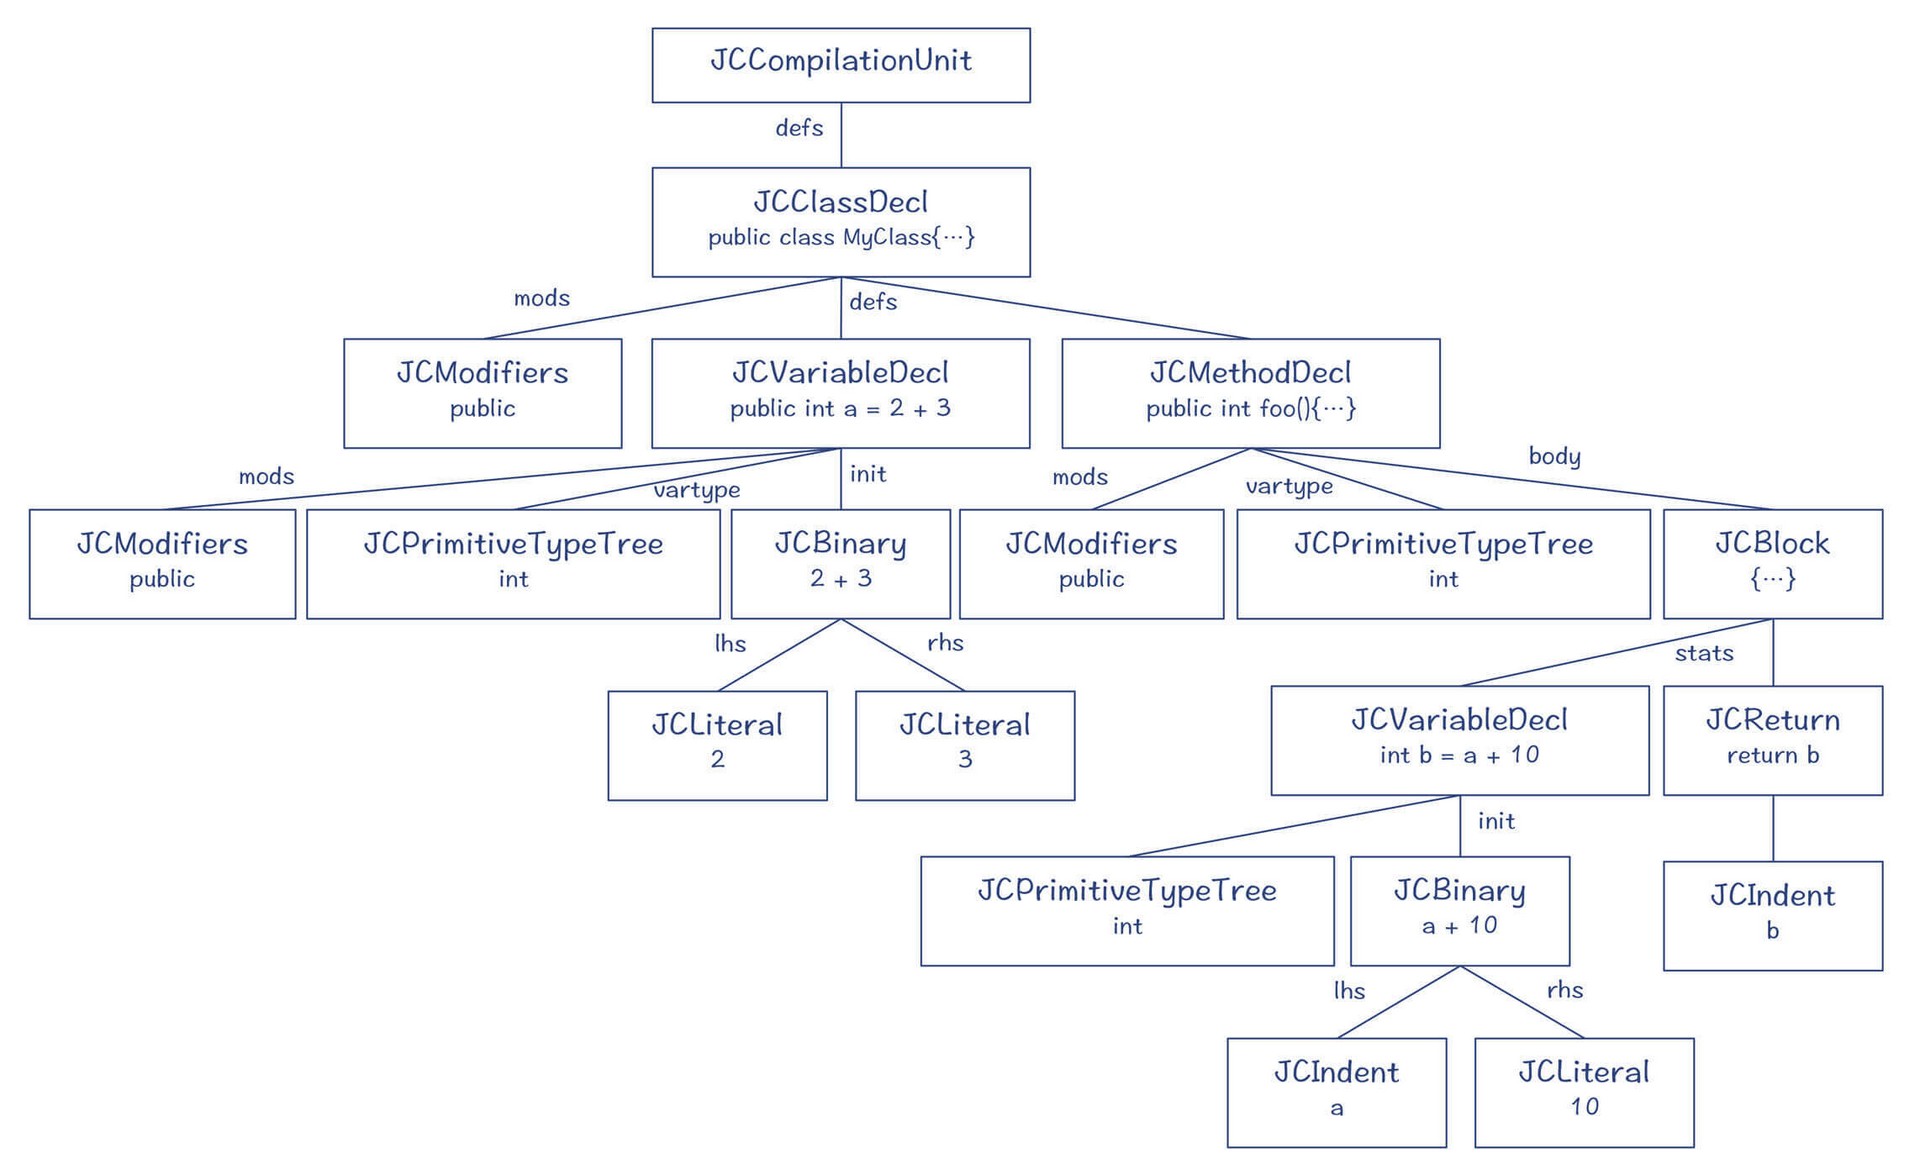 JCCompilationUnit
defs
JCClassDecl
public class MyClass{···}
mods
defs
JCModifiers
public
JCVariableDecl
public int a = 2 + 3
JCMethodDecl
public int foo(){···}
mods
vartype
init
mods
vartype
body
JCModifiers
public
JCPrimitiveTypeTree
int
JCBinary
2 + 3
JCModifiers
public
JCPrimitiveTypeTree
int
JCBlock
{···}
lhs
rhs
stats
JCLiteral
2
JCLiteral
3
JCVariableDecl
int b = a + 10
JCReturn
return b
init
JCPrimitiveTypeTree
int
JCBinary
a + 10
JCIndent
b
lhs
rhs
JCIndent
a
JCLiteral
10